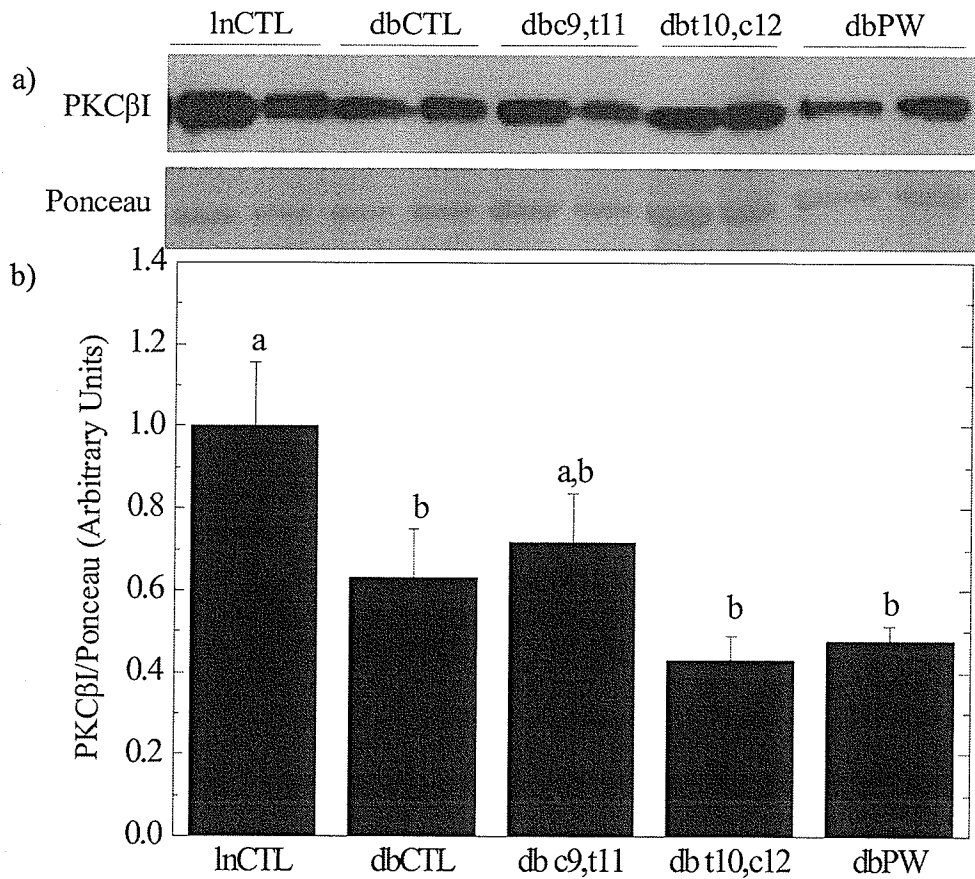 lnCTL dbCTL dbc9,t11 dbt10,c12 dbPW
a)
PKCβI
Ponceau
b)
1.4
1.2
1.0
0.8
0.6
0.4
0.2
0.0
PKCβI/Ponceau (Arbitrary Units)
a
b
a,b
b
b
lnCTL dbCTL db c9,t11 db t10,c12 dbPW